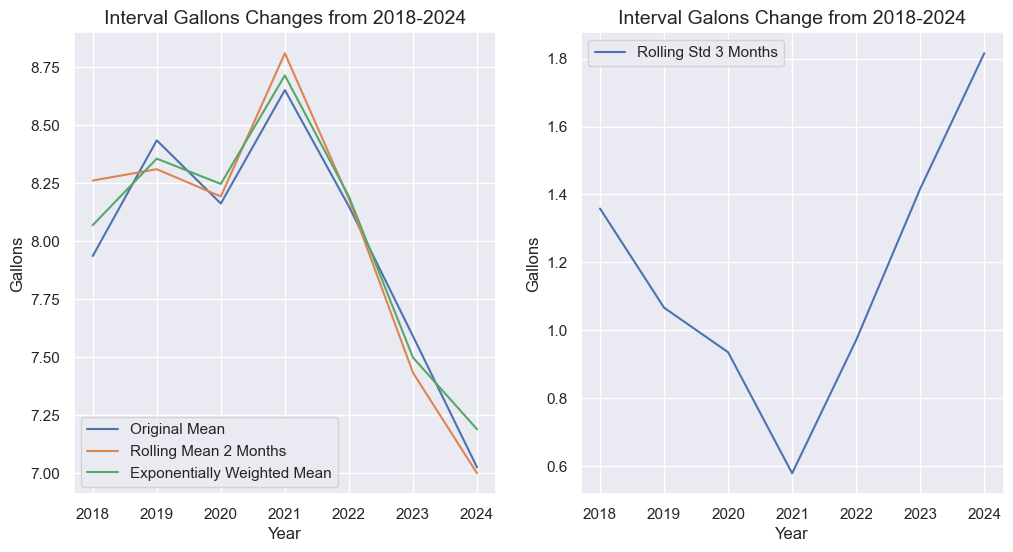 Interval Gallons Changes from 2018-2024
8.75
8.50
8.25
8.00
7.75
7.50
7.25
7.00
Gallons
Original Mean
Rolling Mean 2 Months
Exponentially Weighted Mean
2018 2019 2020 2021 2022 2023 2024
Year
Interval Galons Change from 2018-2024
Rolling Std 3 Months
1.8
1.6
1.4
1.2
1.0
0.8
0.6
Gallons
2018 2019 2020 2021 2022 2023 2024
Year